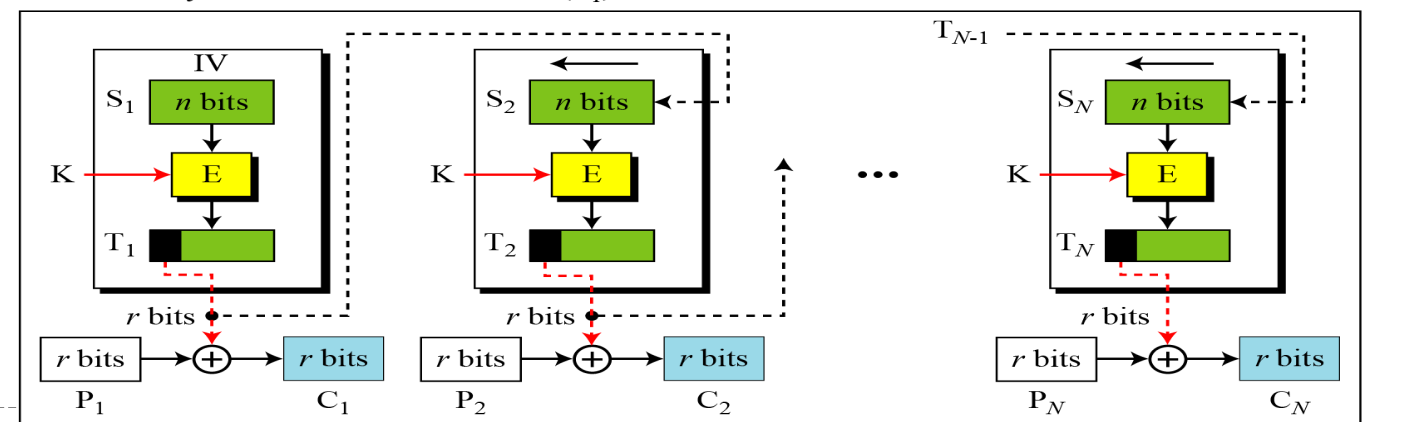 T_{N-1}
IV
S_1 n bits S_2 n bits S_N n bits
K E K E ... K E
T_1 T_2 T_N
r bits r bits r bits
r bits + r bits r bits + r bits r bits + r bits
P_1 C_1 P_2 C_2 P_N C_N